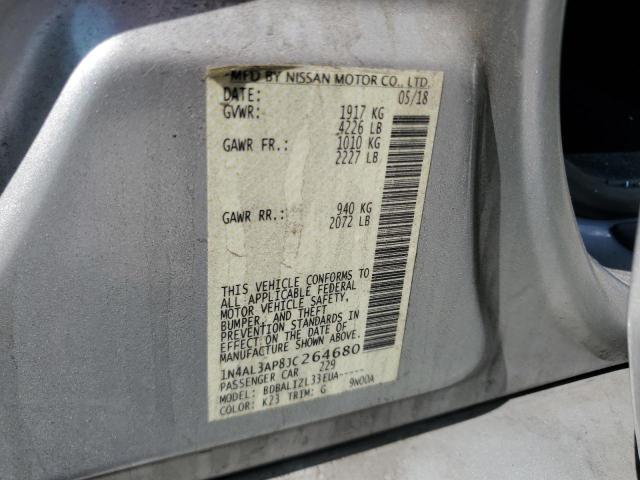 MFD BY NISSAN MOTOR CO., LTD.
DATE: 05/18
GVWR: 1917 KG
4226 LB
GAWR FR.: 1010 KG
2227 LB
GAWR RR.: 940 KG
2072 LB
THIS VEHICLE CONFORMS TO
ALL APPLICABLE FEDERAL
MOTOR VEHICLE SAFETY,
BUMPER, AND THEFT
PREVENTION STANDARDS IN
EFFECT ON THE DATE OF
1N4AL3AP8JC264680
PASSENGER CAR 229
MODEL: BDBALIZL33EUA-----
COLOR: K23 TRIM: G 9N00A